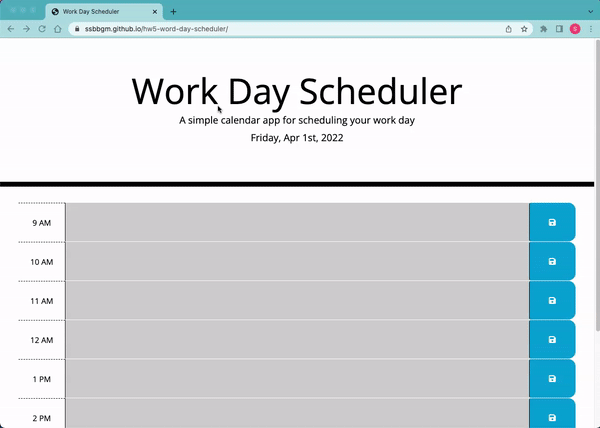 Work Day Scheduler
ssbbgm.github.io/hw5-word-day-scheduler/
S
Work Day Scheduler
A simple calendar app for scheduling your work day
Friday, Apr 1st, 2022
9 AM
10 AM
11 AM
12 AM
1 PM
2 PM